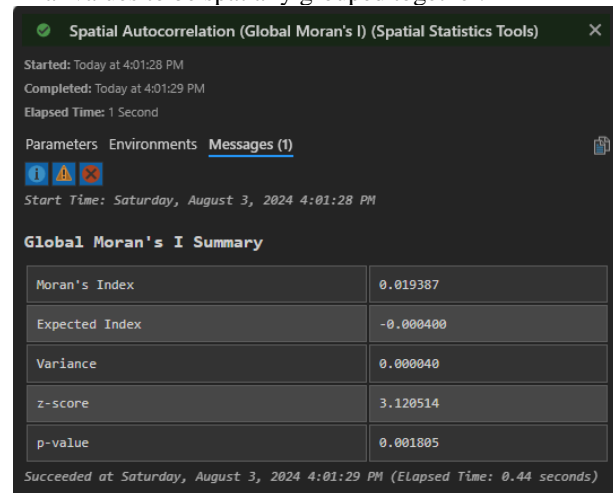 Spatial Autocorrelation (Global Moran's I) (Spatial Statistics Tools)
Started: Today at 4:01:28 PM
Completed: Today at 4:01:29 PM
Elapsed Time: 1 Second
Parameters Environments Messages (1)
Start Time: Saturday, August 3, 2024 4:01:28 PM
Global Moran's I Summary
Moran's Index 0.019387
Expected Index -0.000400
Variance 0.000040
z-score 3.120514
p-value 0.001805
Succeeded at Saturday, August 3, 2024 4:01:29 PM (Elapsed Time: 0.44 seconds)